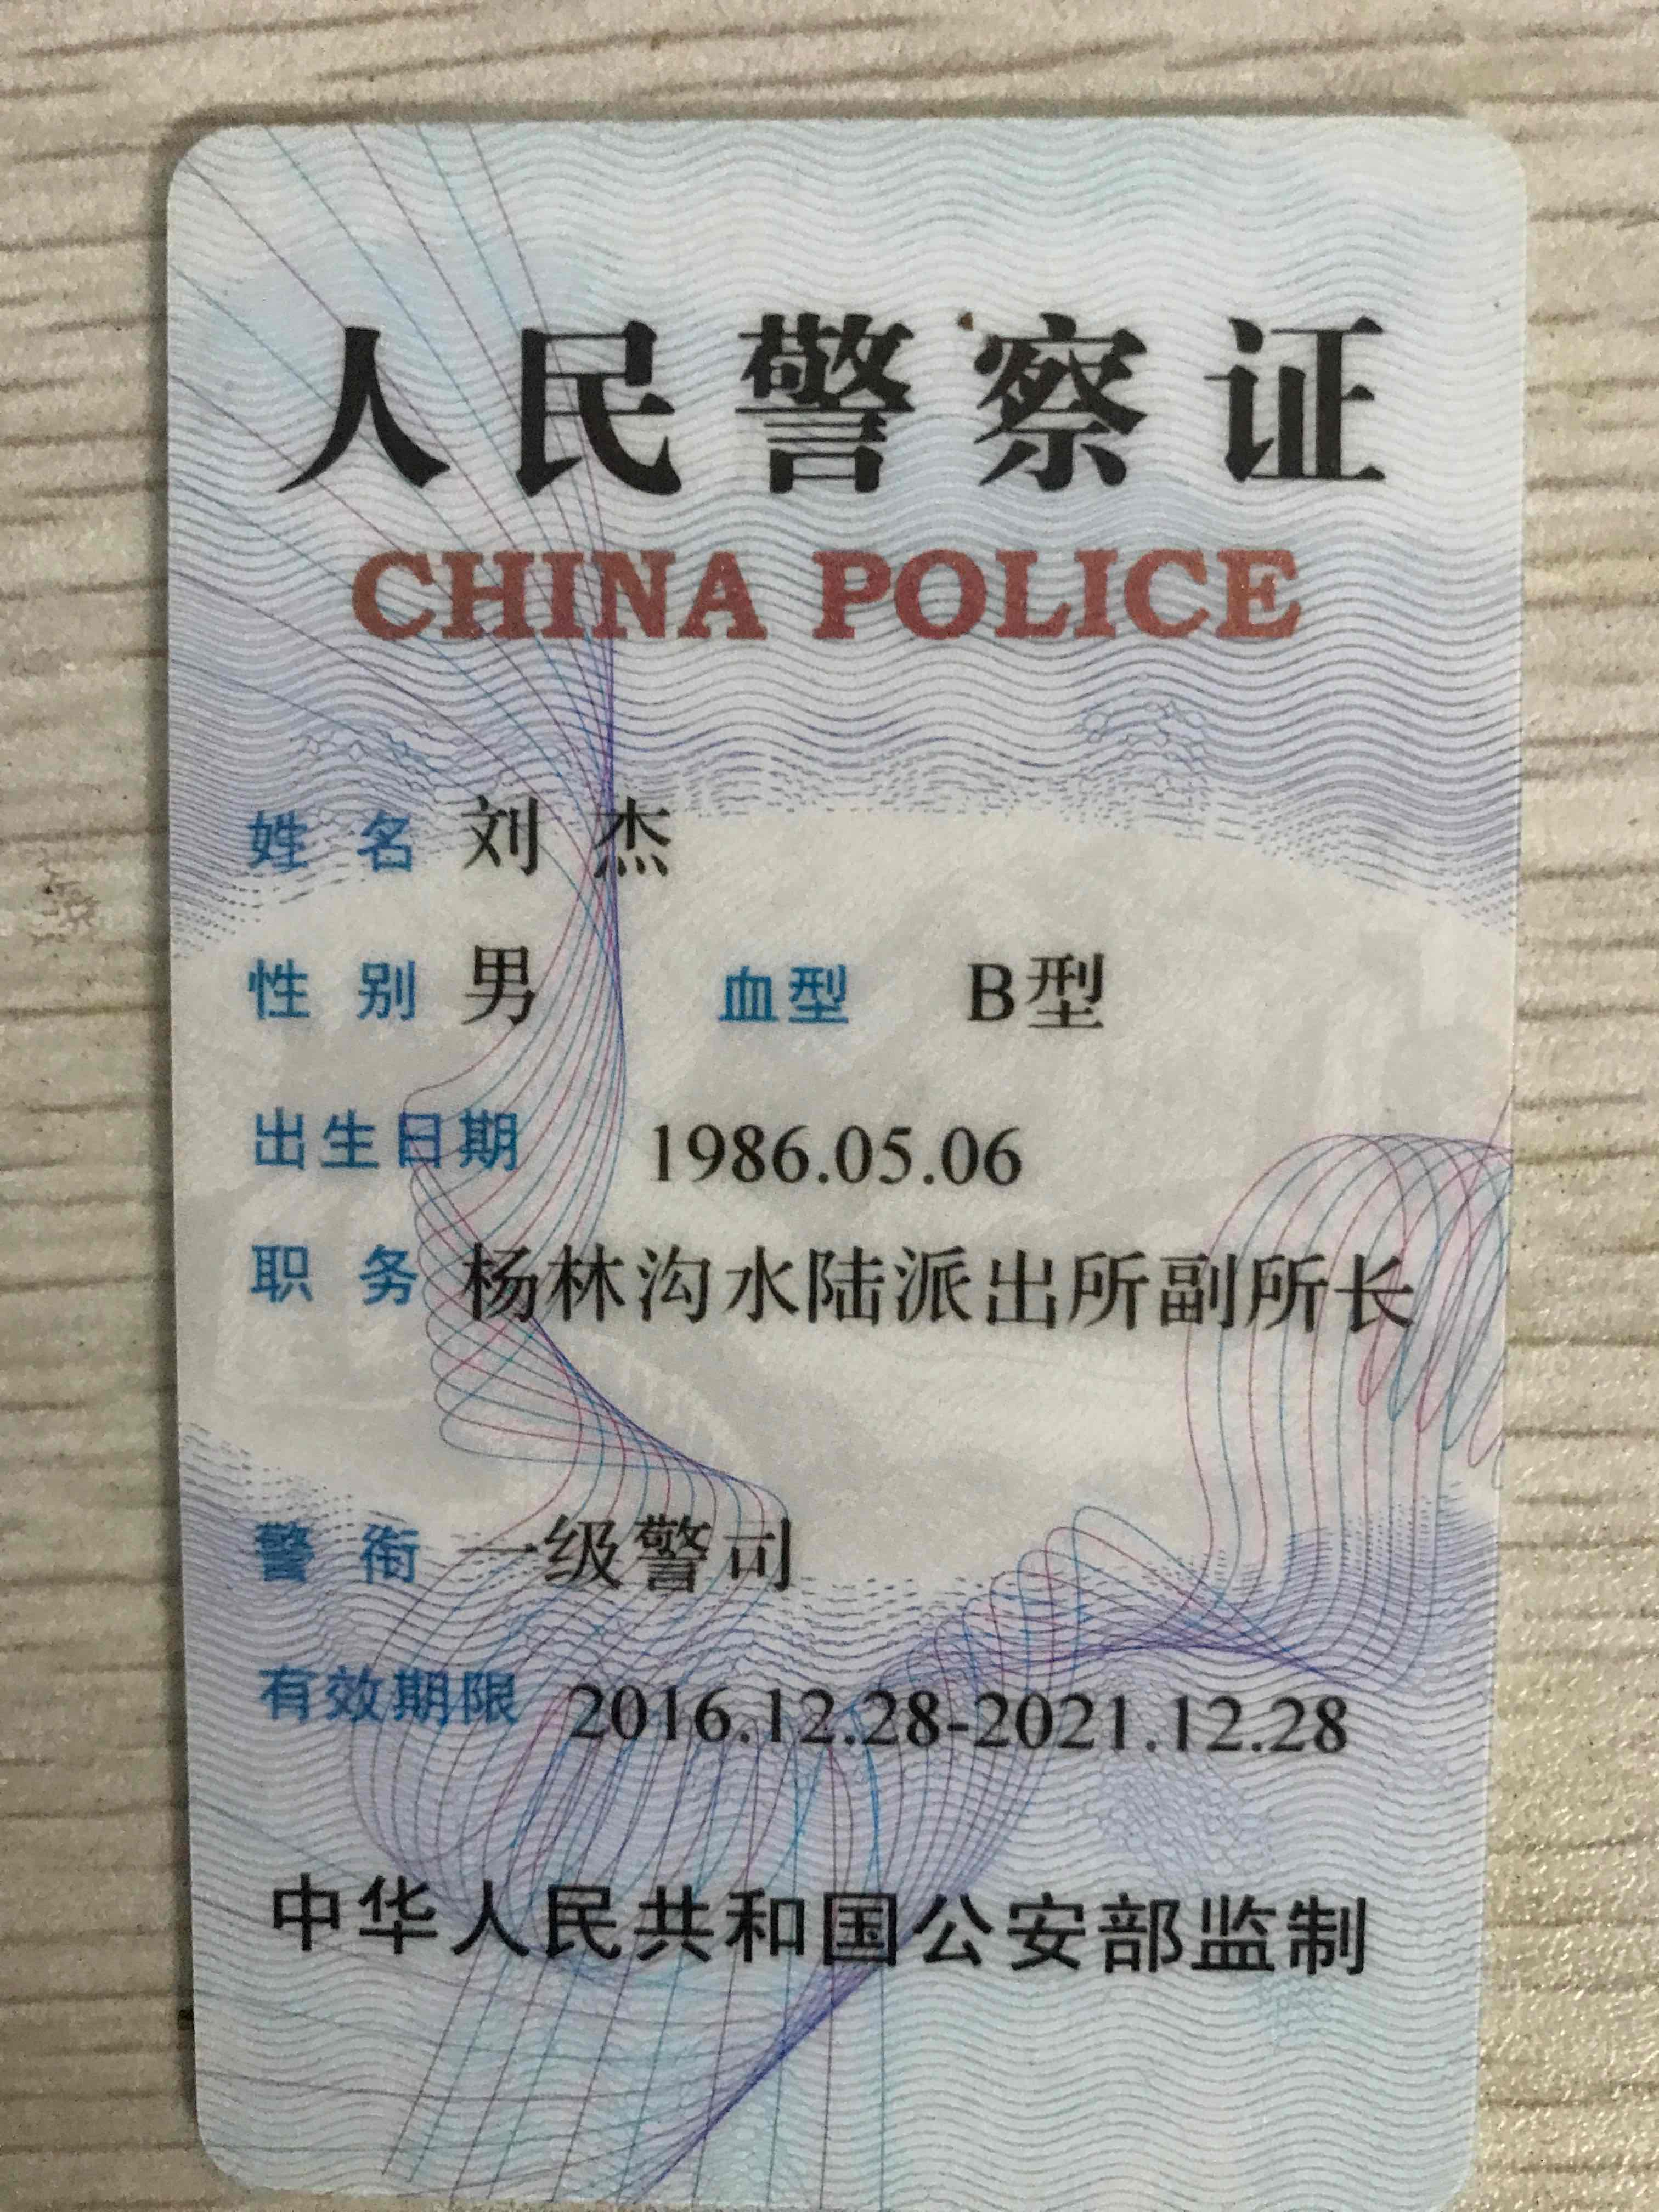 人民警察证
CHINA POLICE
姓名 刘杰
性别 男 血型 B型
出生日期 1986.05.06
职务 杨林沟水陆派出所副所长
警衔 一级警司
有效期限 2016.12.28-2021.12.28
中华人民共和国公安部监制